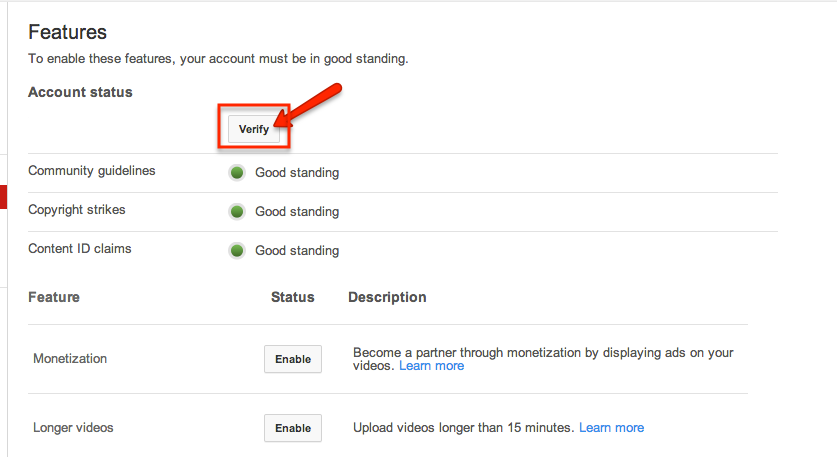 Features
To enable these features, your account must be in good standing.
Account status
Verify
Community guidelines Good standing
Copyright strikes Good standing
Content ID claims Good standing
Feature Status Description
Monetization Enable Become a partner through monetization by displaying ads on your
videos. Learn more
Longer videos Enable Upload videos longer than 15 minutes. Learn more